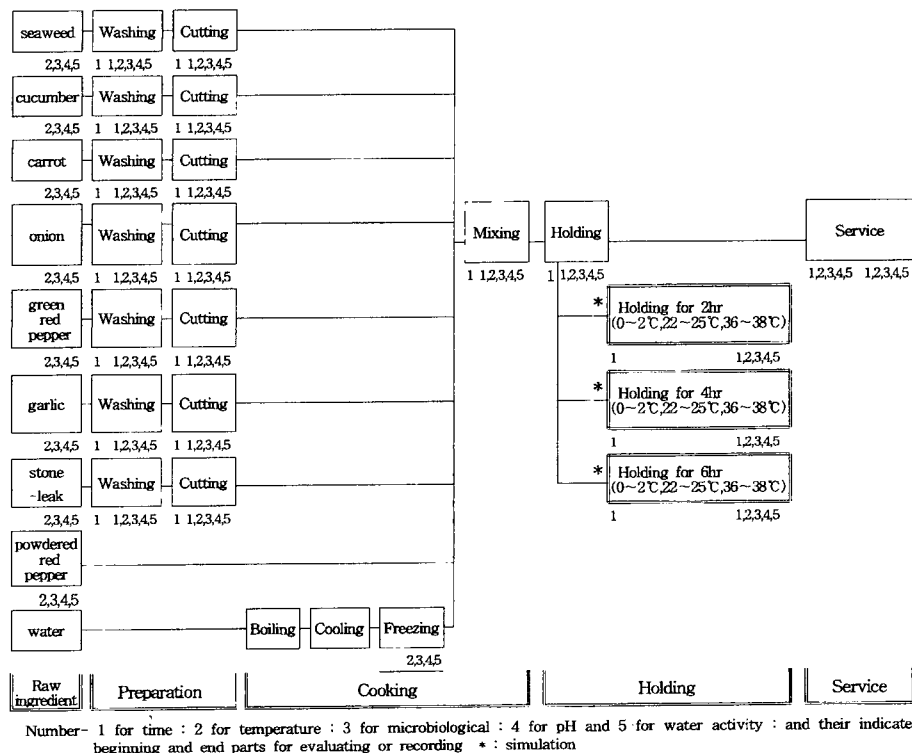 seaweed Washing Cutting
2,3,4,5 1 1,2,3,4,5 1 1,2,3,4,5
cucumber Washing Cutting
2,3,4,5 1 1,2,3,4,5 1 1,2,3,4,5
carrot Washing Cutting
2,3,4,5 1 1,2,3,4,5 1 1,2,3,4,5
onion Washing Cutting Mixing Holding Service
1 1,2,3,4,5 1 1,2,3,4,5 1,2,3,4,5 1,2,3,4,5
2,3,4,5 1 1,2,3,4,5 1 1,2,3,4,5
green
red
pepper
Washing Cutting
2,3,4,5 1 1,2,3,4,5 1 1,2,3,4,5
* Holding for 2hr
(0~2℃,22~25℃,36~38℃)
1 1,2,3,4,5
garlic Washing Cutting
2,3,4,5 1 1,2,3,4,5 1 1,2,3,4,5
* Holding for 4hr
(0~2℃,22~25℃,36~38℃)
1 1,2,3,4,5
stone
-leak
Washing Cutting
2,3,4,5 1 1,2,3,4,5 1 1,2,3,4,5
* Holding for 6hr
(0~2℃,22~25℃,36~38℃)
1 1,2,3,4,5
powdered
red
pepper
2,3,4,5
water Boiling Cooling Freezing
2,3,4,5
Raw
ingredient
Preparation Cooking Holding Service
Number- 1 for time : 2 for temperature : 3 for microbiological : 4 for pH and 5 for water activity : and their indicate
beginning and end parts for evaluating or recording * : simulation